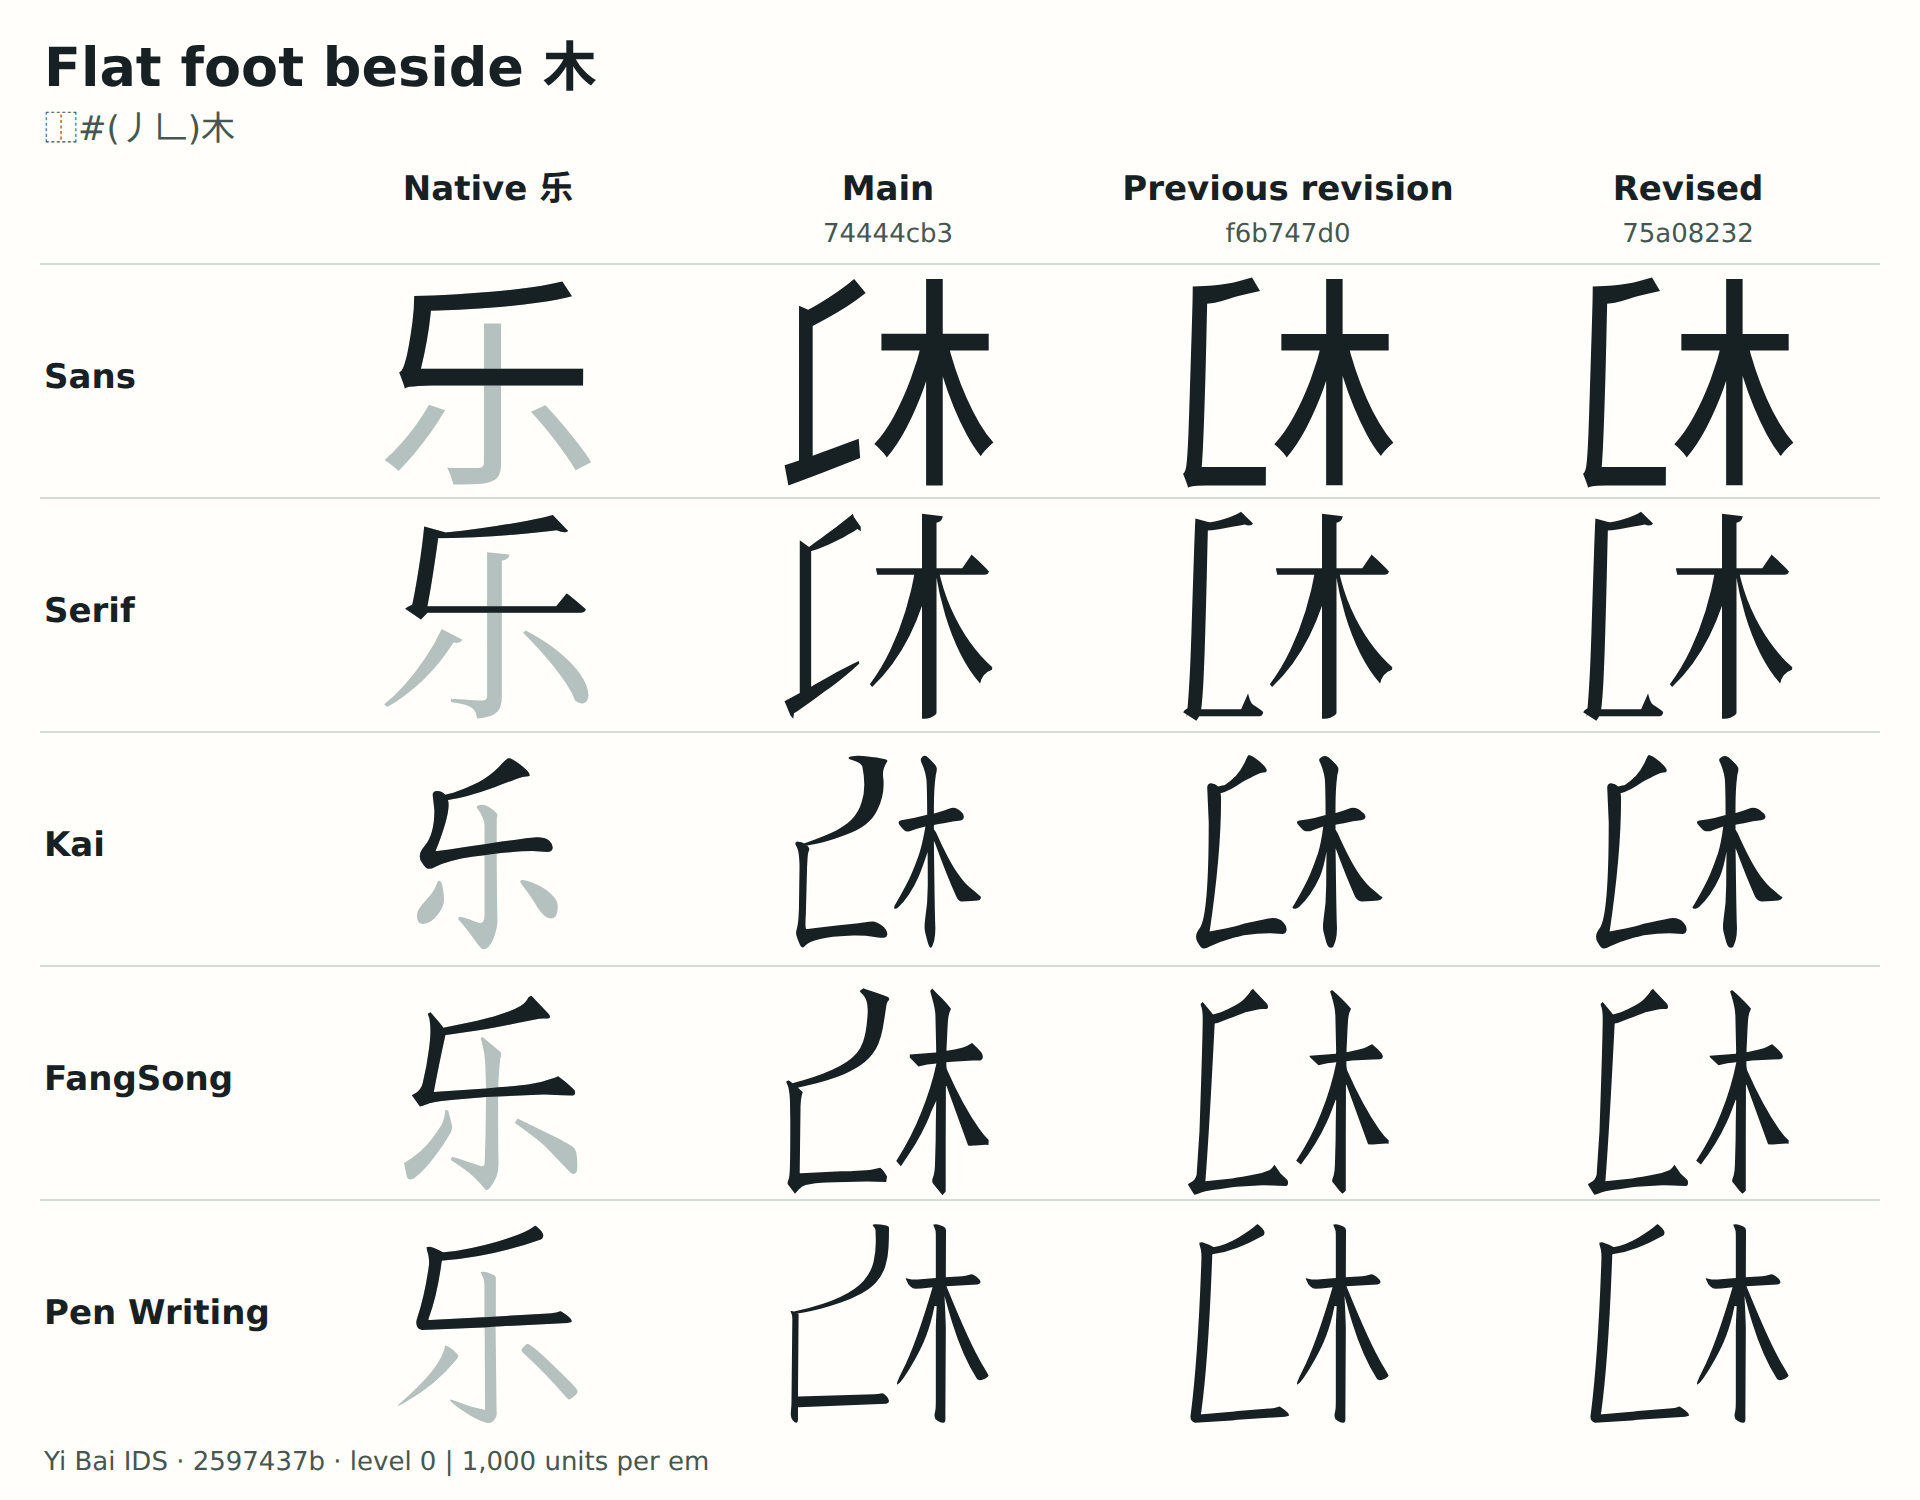 Flat foot beside 木
⿰#(丿𠃊)木
Native 乐
Main
Previous revision
Revised
74444cb3
f6b747d0
75a08232
Sans
Serif
Kai
FangSong
Pen Writing
Yi Bai IDS · 2597437b · level 0 | 1,000 units per em